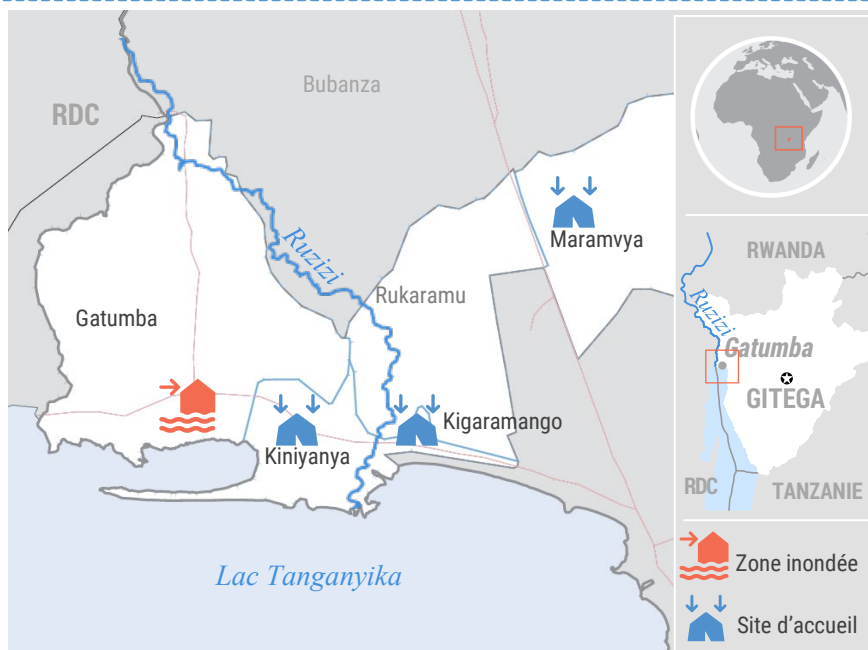 Bubanza
RDC
Maramvya
Ruzizi
Rukaramu
Gatumba
Kigaramango
Kiniyanya
Lac Tanganyika
RWANDA
Ruzizi
Gatumba
GITEGA
RDC
TANZANIE
Zone inondée
Site d'accueil